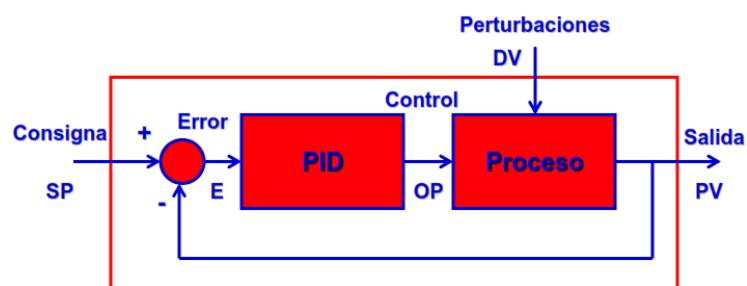 Perturbaciones
DV
Control
Consigna
+
Error
Salida
PID
Proceso
SP
-
E
OP
PV